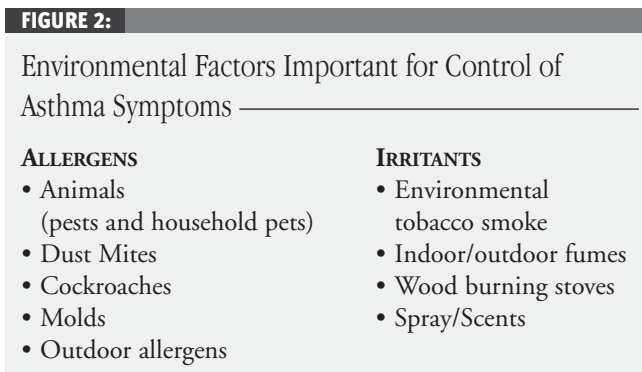 FIGURE 2:
Environmental Factors Important for Control of
Asthma Symptoms
ALLERGENS
• Animals
(pests and household pets)
• Dust Mites
• Cockroaches
• Molds
• Outdoor allergens
IRRITANTS
• Environmental
tobacco smoke
• Indoor/outdoor fumes
• Wood burning stoves
• Spray/Scents